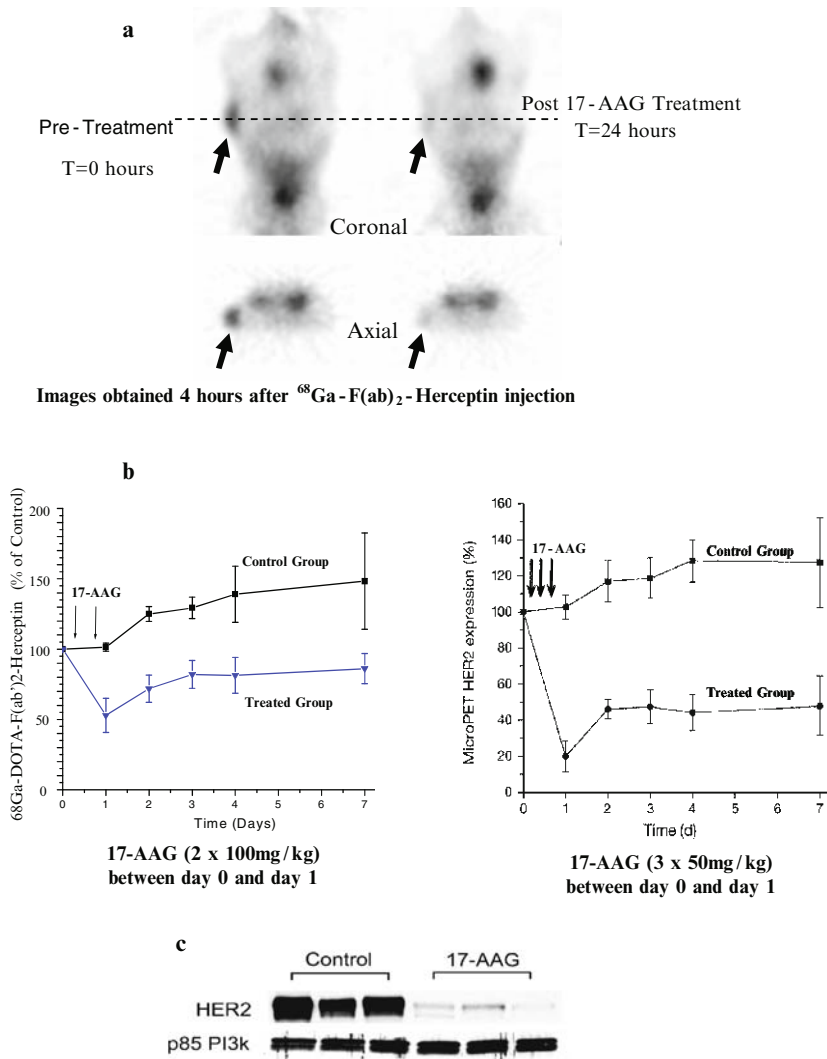 a
Pre-Treatment
T=0 hours
Post 17-AAG Treatment
T=24 hours
Coronal
Axial
Images obtained 4 hours after ⁶⁸Ga-F(ab)₂-Herceptin injection
b
68Ga-DOTA-F(ab')2-Herceptin (% of Control)
200
150
100
50
0
17-AAG
Control Group
Treated Group
0 1 2 3 4 5 6 7
Time (Days)
17-AAG (2 x 100mg/kg)
between day 0 and day 1
MicroPET HER2 expression (%)
160
140
120
100
80
60
40
20
0
17-AAG
Control Group
Treated Group
0 1 2 3 4 5 6 7
Time (d)
17-AAG (3 x 50mg/kg)
between day 0 and day 1
c
Control 17-AAG
HER2
p85 PI3k